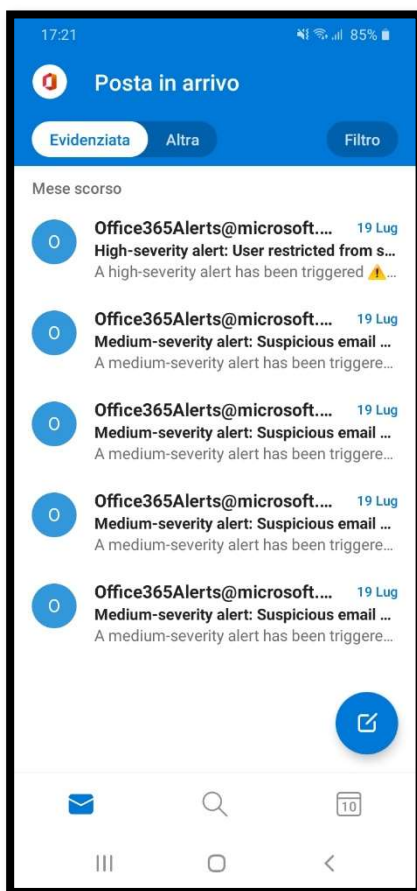 17:21 85%
Posta in arrivo
Evidenziata Altra Filtro
Mese scorso
O
Office365Alerts@microsoft.... 19 Lug
High-severity alert: User restricted from s...
A high-severity alert has been triggered ⚠️...
O
Office365Alerts@microsoft.... 19 Lug
Medium-severity alert: Suspicious email ...
A medium-severity alert has been triggere...
O
Office365Alerts@microsoft.... 19 Lug
Medium-severity alert: Suspicious email ...
A medium-severity alert has been triggere...
O
Office365Alerts@microsoft.... 19 Lug
Medium-severity alert: Suspicious email ...
A medium-severity alert has been triggere...
O
Office365Alerts@microsoft.... 19 Lug
Medium-severity alert: Suspicious email ...
A medium-severity alert has been triggere...
10